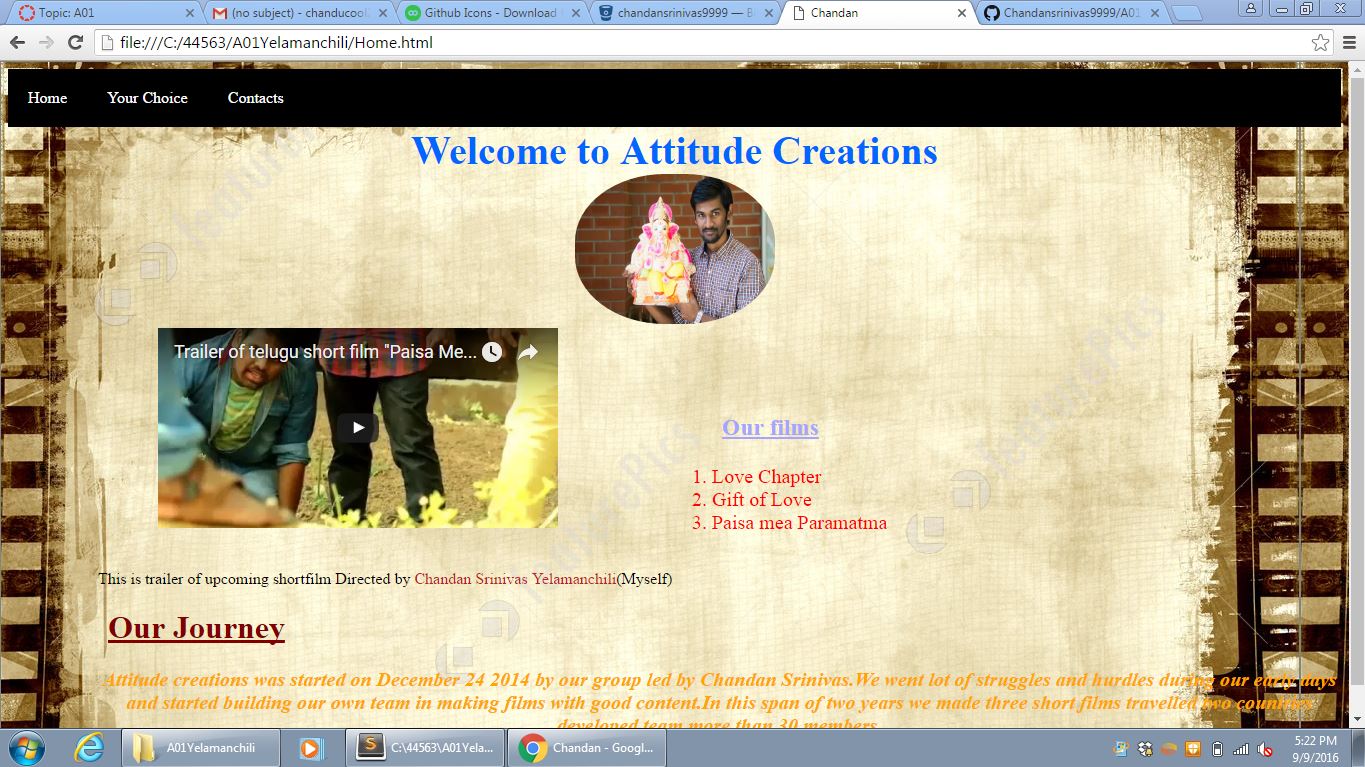 Topic: A01
(no subject) - chanducool
Github Icons - Download
chandansrinivas9999 — B
Chandan
Chandansrinivas9999/A01
file:///C:/44563/A01Yelamanchili/Home.html
Home
Your Choice
Contacts
Welcome to Attitude Creations
Trailer of telugu short film "Paisa Me...
Our films
1. Love Chapter
2. Gift of Love
3. Paisa mea Paramatma
This is trailer of upcoming shortfilm Directed by Chandan Srinivas Yelamanchili(Myself)
Our Journey
Attitude creations was started on December 24 2014 by our group led by Chandan Srinivas.We went lot of struggles and hurdles during our early days
and started building our own team in making films with good content.In this span of two years we made three short films travelled two countries
developed team more than 30 members
A01Yelamanchili
C:\44563\A01Yela...
Chandan - Googl...
5:22 PM
9/9/2016